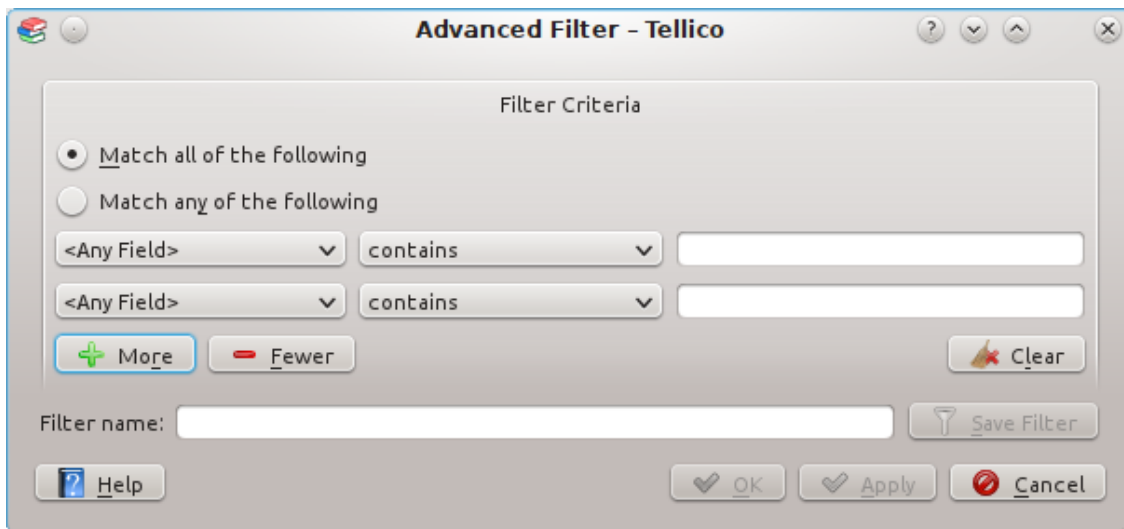 Advanced Filter – Tellico
Filter Criteria
Match all of the following
Match any of the following
<Any Field> contains
<Any Field> contains
More Fewer Clear
Filter name: Save Filter
Help OK Apply Cancel